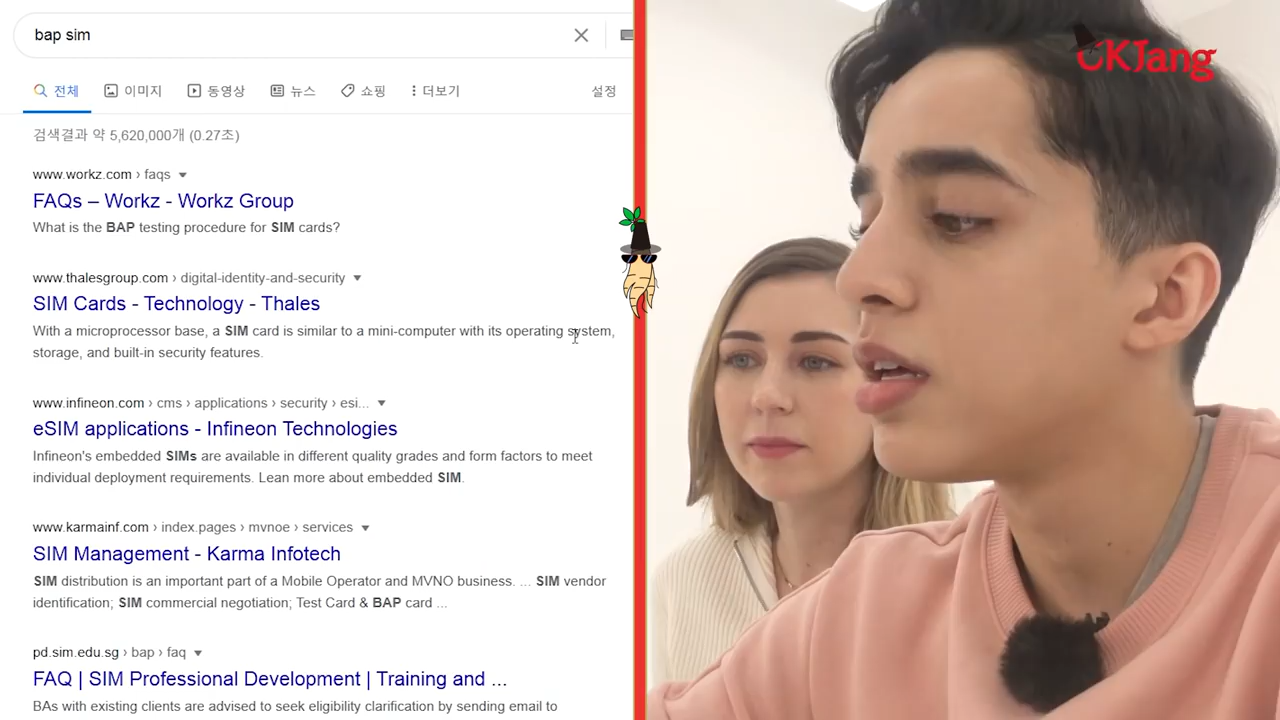 bap sim
전체
이미지
동영상
뉴스
쇼핑
더보기
설정
검색결과 약 5,620,000개 (0.27초)
www.workz.com › faqs
FAQs – Workz - Workz Group
What is the BAP testing procedure for SIM cards?
www.thalesgroup.com › digital-identity-and-security
SIM Cards - Technology - Thales
With a microprocessor base, a SIM card is similar to a mini-computer with its operating system,
storage, and built-in security features.
www.infineon.com › cms › applications › security › esi...
eSIM applications - Infineon Technologies
Infineon's embedded SIMs are available in different quality grades and form factors to meet
individual deployment requirements. Lean more about embedded SIM.
www.karmainf.com › index.pages › mvnoe › services
SIM Management - Karma Infotech
SIM distribution is an important part of a Mobile Operator and MVNO business. ... SIM vendor
identification; SIM commercial negotiation; Test Card & BAP card ...
pd.sim.edu.sg › bap › faq
FAQ | SIM Professional Development | Training and ...
BAs with existing clients are advised to seek eligibility clarification by sending email to
CKJang